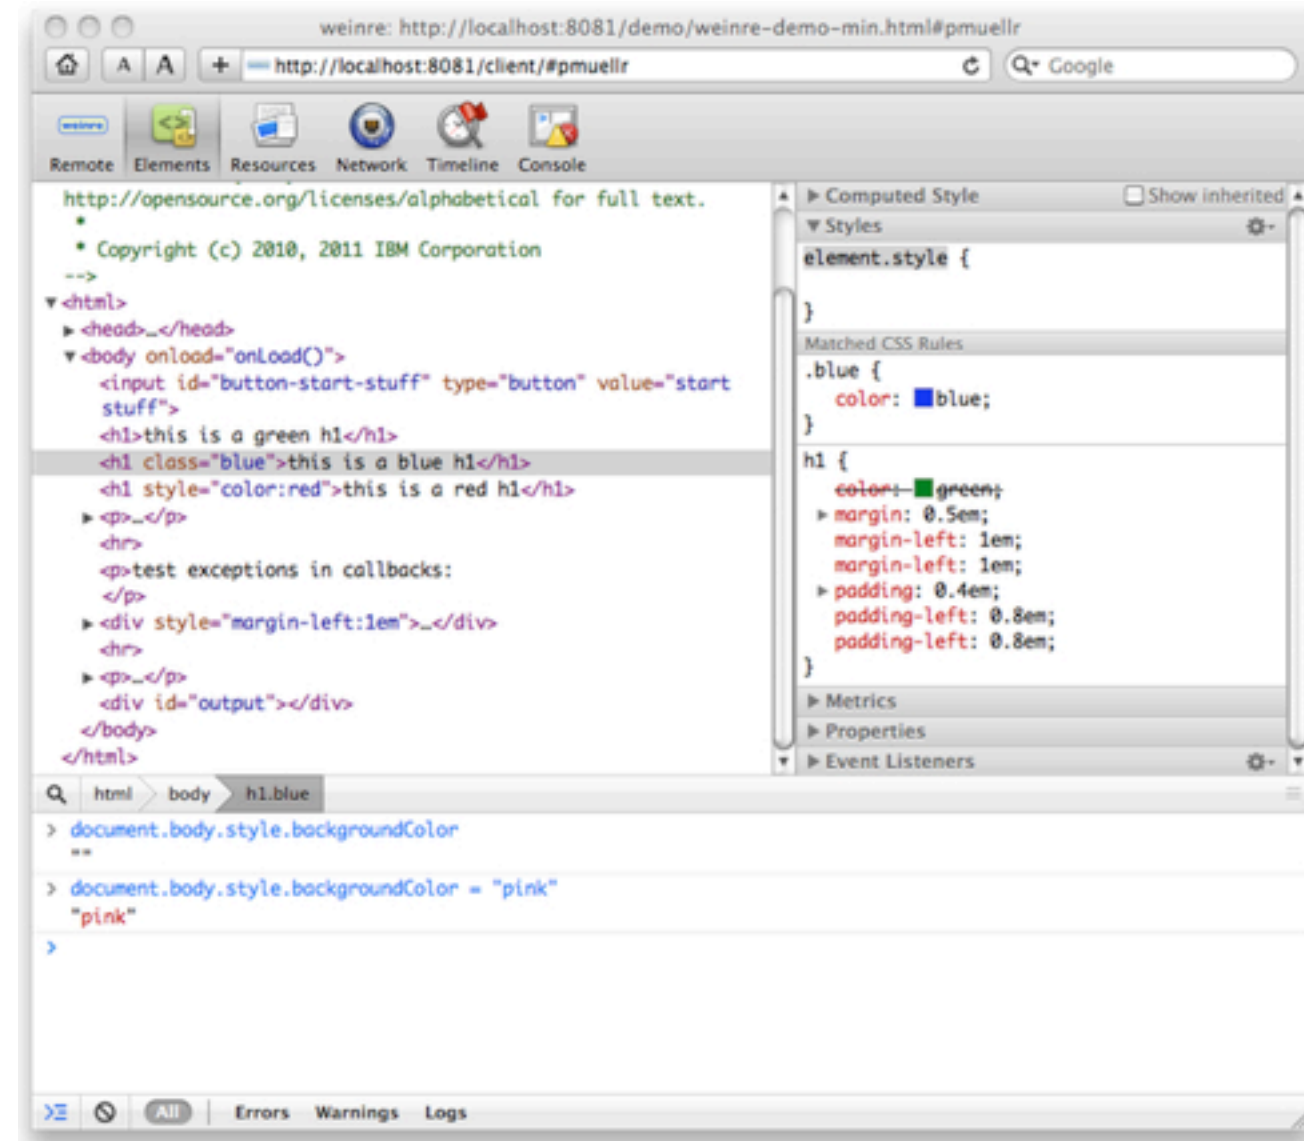 weinre: http://localhost:8081/demo/weinre-demo-min.html#pmuellr
A A + http://localhost:8081/client/#pmuellr Google
weinre
Remote Elements Resources Network Timeline Console
http://opensource.org/licenses/alphabetical for full text.
*
* Copyright (c) 2010, 2011 IBM Corporation
-->
<html>
<head>…</head>
<body onload="onLoad()">
<input id="button-start-stuff" type="button" value="start
stuff">
<h1>this is a green h1</h1>
<h1 class="blue">this is a blue h1</h1>
<h1 style="color:red">this is a red h1</h1>
<p>…</p>
<hr>
<p>test exceptions in callbacks:
</p>
<div style="margin-left:1em">…</div>
<hr>
<p>…</p>
<div id="output"></div>
</body>
</html>
Computed Style Show inherited
Styles
element.style {
}
Matched CSS Rules
.blue {
color: blue;
}
h1 {
color: green;
margin: 0.5em;
margin-left: 1em;
margin-left: 1em;
padding: 0.4em;
padding-left: 0.8em;
padding-left: 0.8em;
}
Metrics
Properties
Event Listeners
html body h1.blue
> document.body.style.backgroundColor
""
> document.body.style.backgroundColor = "pink"
"pink"
>
All Errors Warnings Logs